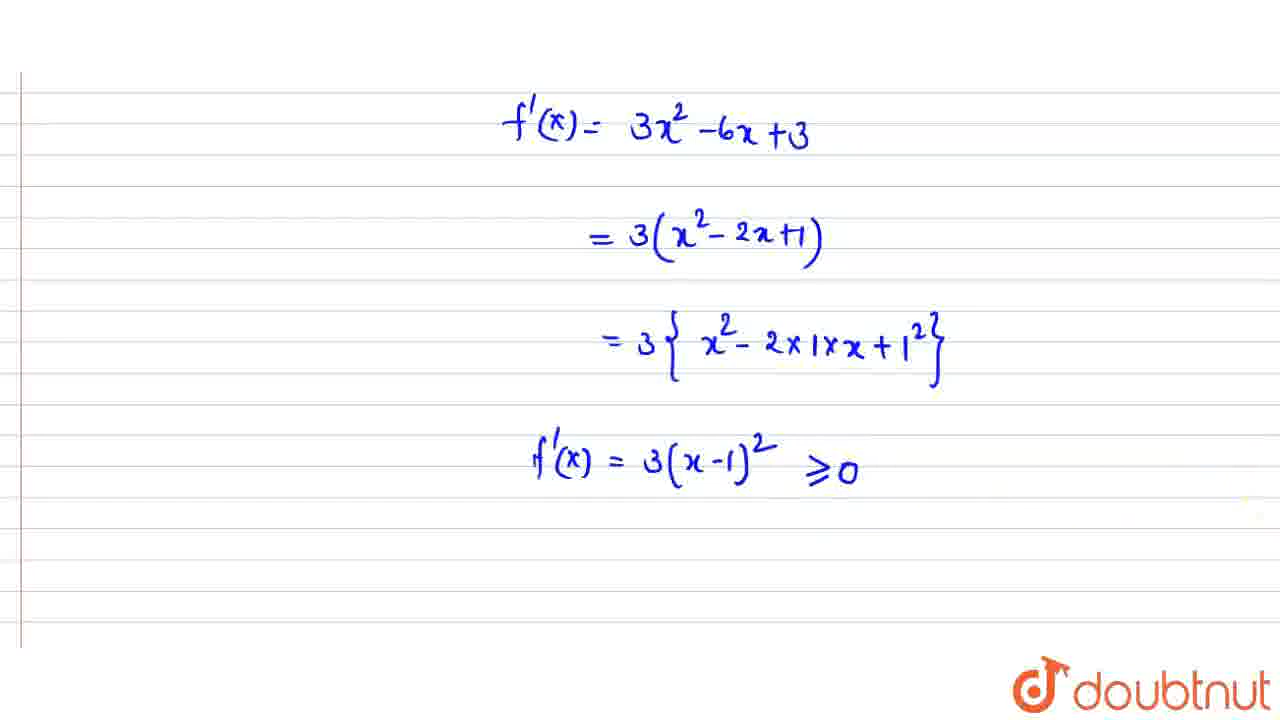 f'(x) = 3x² - 6x + 3
= 3(x² - 2x + 1)
= 3{ x² - 2×1×x + 1² }
f'(x) = 3(x - 1)² ⩾ 0
doubtnut